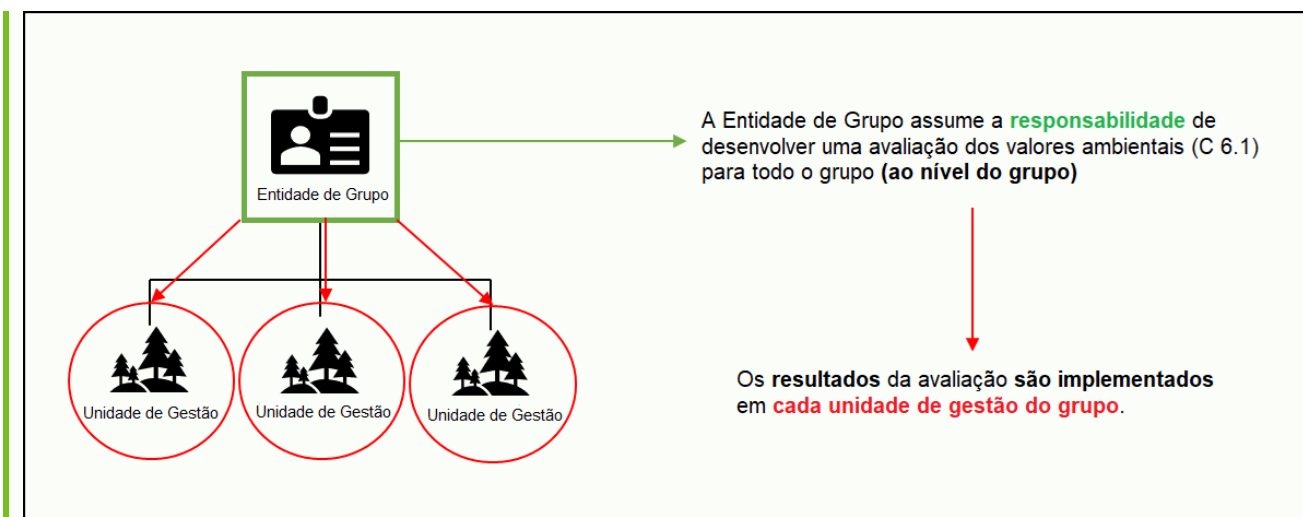 Entidade de Grupo
A Entidade de Grupo assume a responsabilidade de
desenvolver uma avaliação dos valores ambientais (C 6.1)
para todo o grupo (ao nível do grupo)
Unidade de Gestão
Unidade de Gestão
Unidade de Gestão
Os resultados da avaliação são implementados
em cada unidade de gestão do grupo.